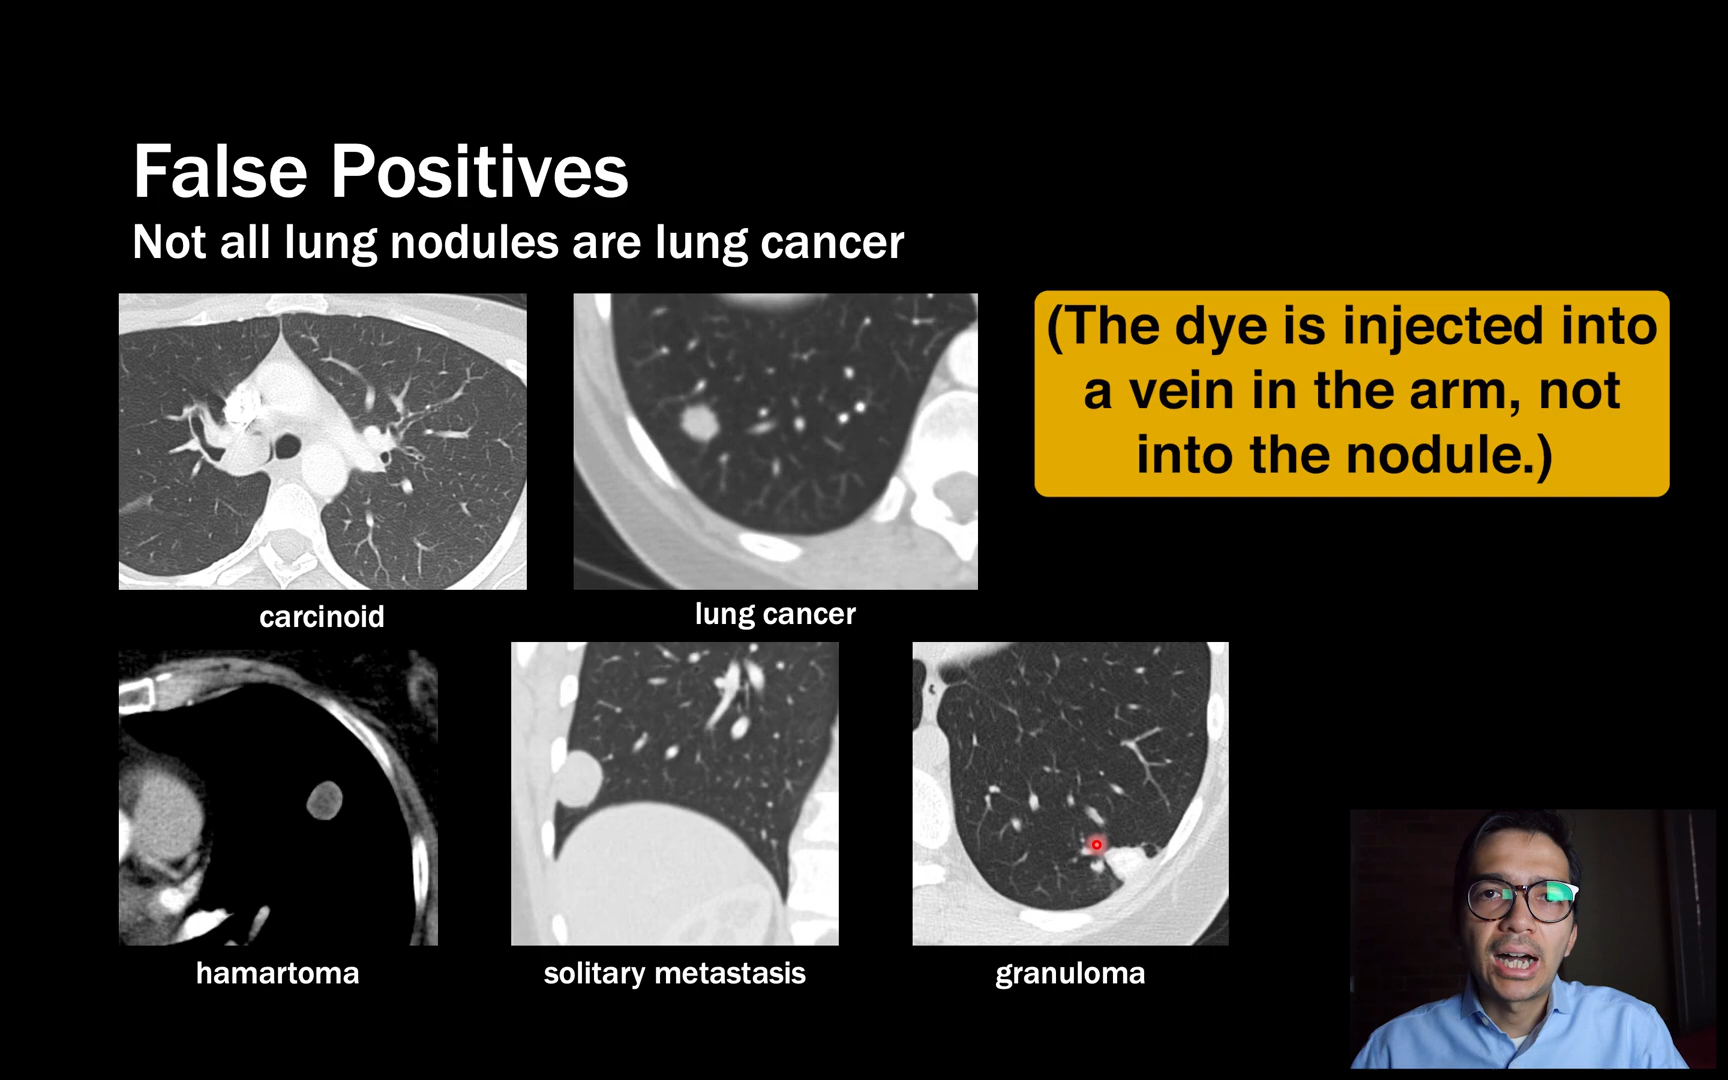 False Positives
Not all lung nodules are lung cancer
(The dye is injected into
a vein in the arm, not
into the nodule.)
carcinoid
lung cancer
hamartoma
solitary metastasis
granuloma